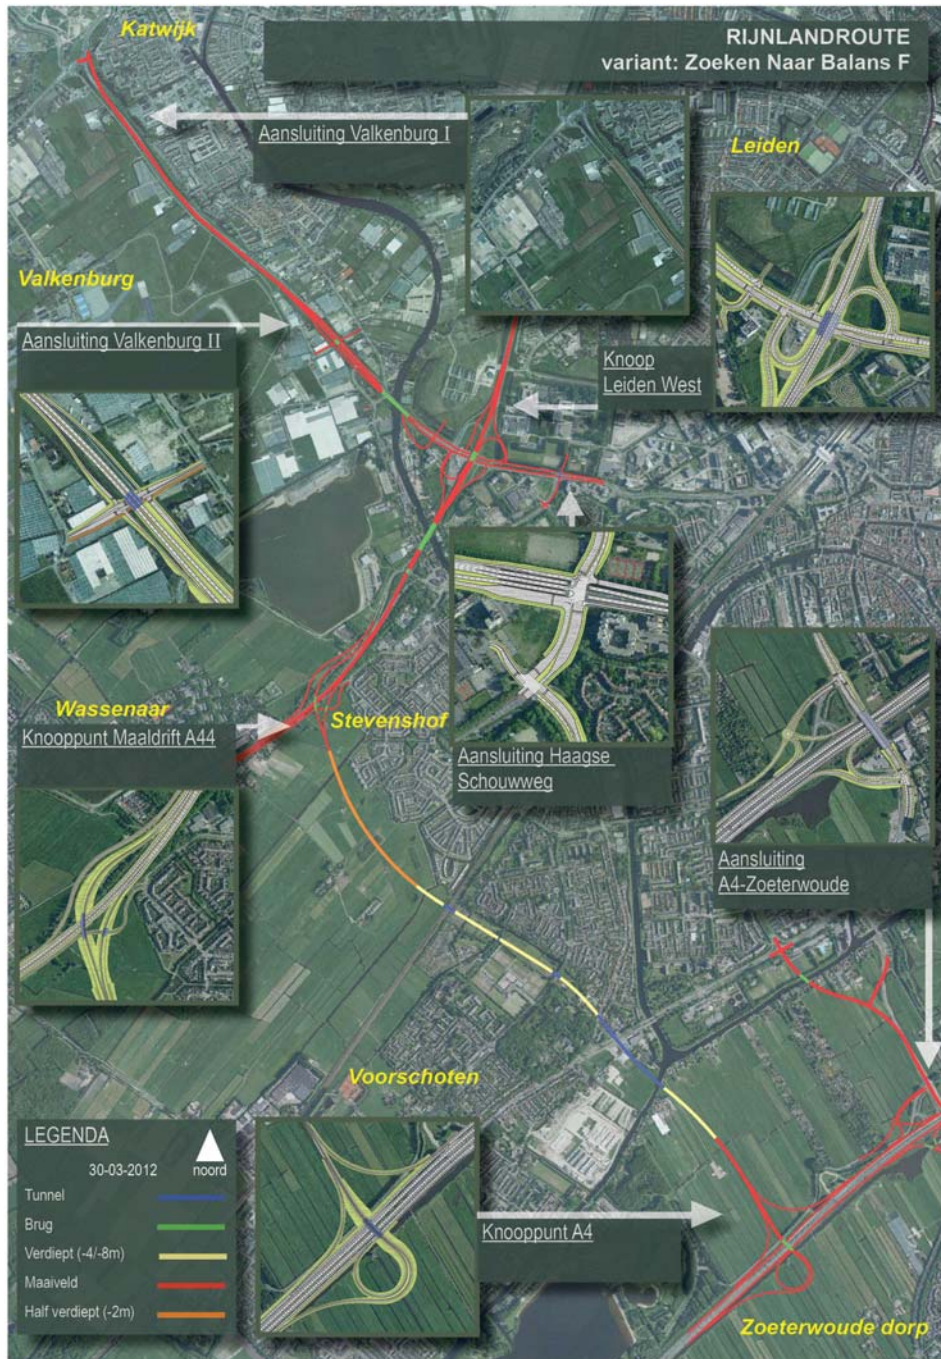 Katwijk
RIJNLANDROUTE
variant: Zoeken Naar Balans F
Aansluiting Valkenburg I
Leiden
Valkenburg
Aansluiting Valkenburg II
Knoop
Leiden West
Wassenaar
Knooppunt Maaldrift A44
Stevenshof
Aansluiting Haagse
Schouwweg
Aansluiting
A4-Zoeterwoude
Voorschoten
LEGENDA
30-03-2012
noord
Tunnel
Brug
Verdiept (-4/-8m)
Maaiveld
Half verdiept (-2m)
Knooppunt A4
Zoeterwoude dorp